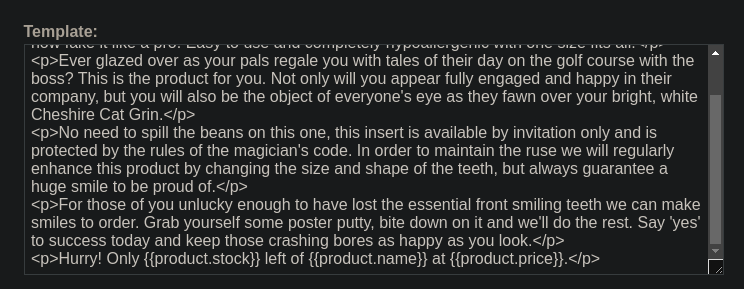 Template:
now fake it like a pro! Easy to use and completely hypoallergenic with one size fits all.</p>
<p>Ever glazed over as your pals regale you with tales of their day on the golf course with the
boss? This is the product for you. Not only will you appear fully engaged and happy in their
company, but you will also be the object of everyone's eye as they fawn over your bright, white
Cheshire Cat Grin.</p>
<p>No need to spill the beans on this one, this insert is available by invitation only and is
protected by the rules of the magician's code. In order to maintain the ruse we will regularly
enhance this product by changing the size and shape of the teeth, but always guarantee a
huge smile to be proud of.</p>
<p>For those of you unlucky enough to have lost the essential front smiling teeth we can make
smiles to order. Grab yourself some poster putty, bite down on it and we'll do the rest. Say 'yes'
to success today and keep those crashing bores as happy as you look.</p>
<p>Hurry! Only {{product.stock}} left of {{product.name}} at {{product.price}}.</p>